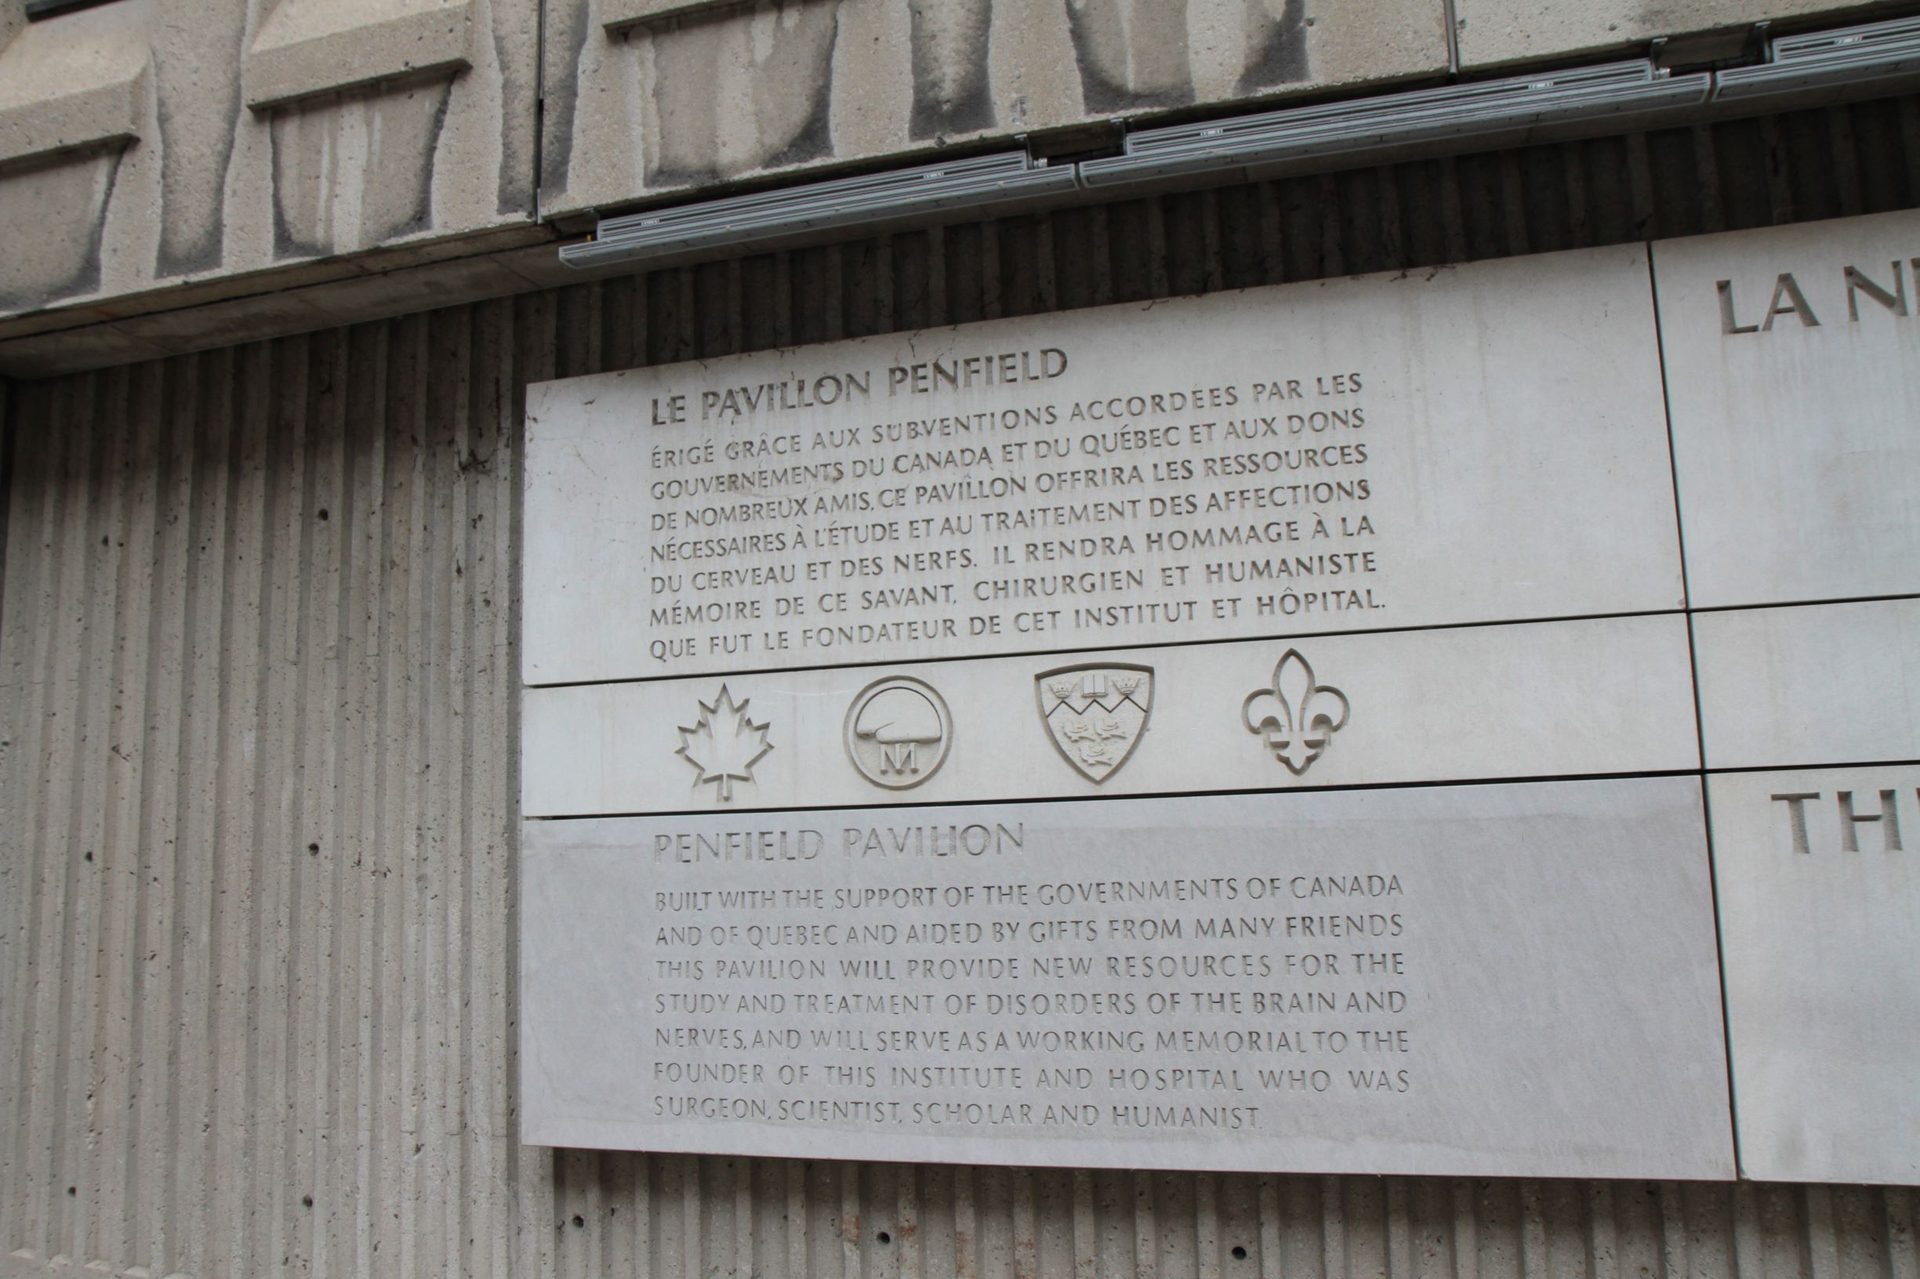 LE PAVILLON PENFIELD
ÉRIGÉ GRÂCE AUX SUBVENTIONS ACCORDÉES PAR LES
GOUVERNEMENTS DU CANADA ET DU QUÉBEC ET AUX DONS
DE NOMBREUX AMIS, CE PAVILLON OFFRIRA LES RESSOURCES
NÉCESSAIRES À L'ÉTUDE ET AU TRAITEMENT DES AFFECTIONS
DU CERVEAU ET DES NERFS. IL RENDRA HOMMAGE À LA
MÉMOIRE DE CE SAVANT, CHIRURGIEN ET HUMANISTE
QUE FUT LE FONDATEUR DE CET INSTITUT ET HÔPITAL.
PENFIELD PAVILION
BUILT WITH THE SUPPORT OF THE GOVERNMENTS OF CANADA
AND OF QUEBEC AND AIDED BY GIFTS FROM MANY FRIENDS
THIS PAVILION WILL PROVIDE NEW RESOURCES FOR THE
STUDY AND TREATMENT OF DISORDERS OF THE BRAIN AND
NERVES, AND WILL SERVE AS A WORKING MEMORIAL TO THE
FOUNDER OF THIS INSTITUTE AND HOSPITAL WHO WAS
SURGEON, SCIENTIST, SCHOLAR AND HUMANIST.
LA